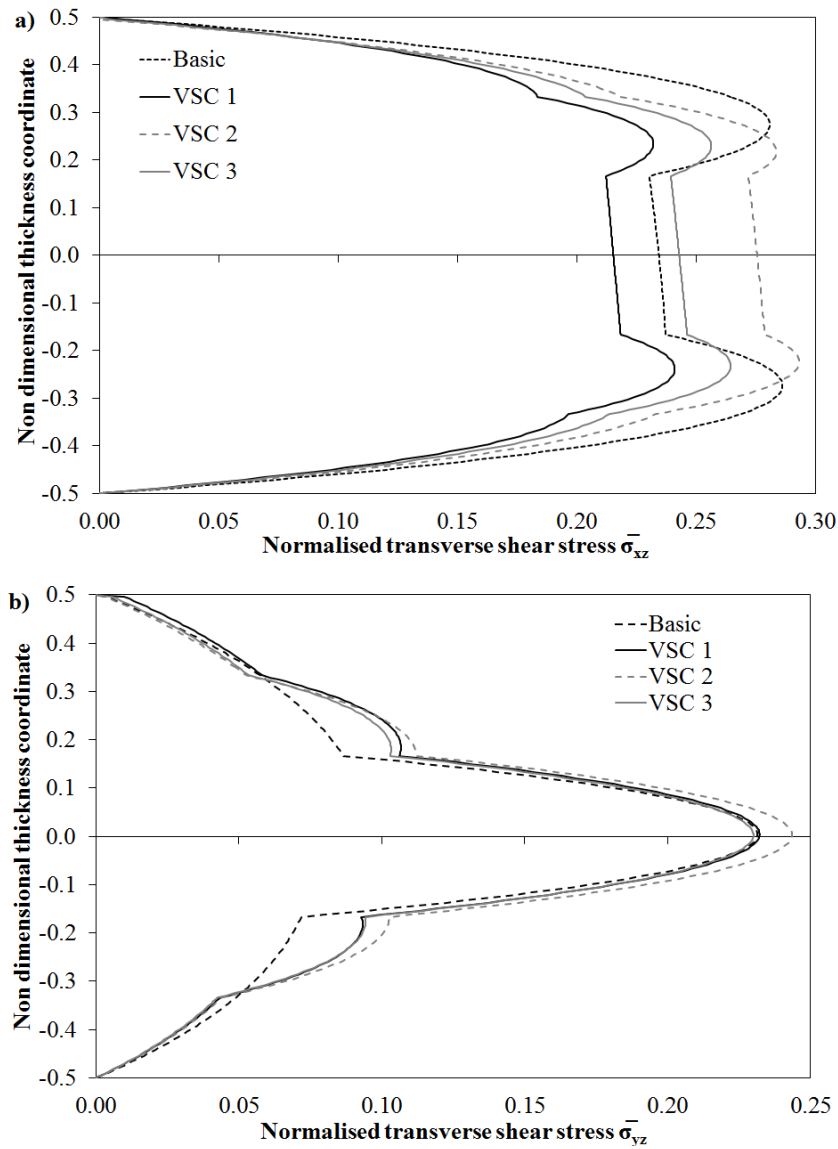 a)
Non dimensional thickness coordinate
0.5
0.4
0.3
0.2
0.1
0.0
-0.1
-0.2
-0.3
-0.4
-0.5
Basic
VSC 1
VSC 2
VSC 3
0.00 0.05 0.10 0.15 0.20 0.25 0.30
Normalised transverse shear stress σ̅xz
b)
Non dimensional thickness coordinate
0.5
0.4
0.3
0.2
0.1
0.0
-0.1
-0.2
-0.3
-0.4
-0.5
Basic
VSC 1
VSC 2
VSC 3
0.00 0.05 0.10 0.15 0.20 0.25
Normalised transverse shear stress σ̅yz